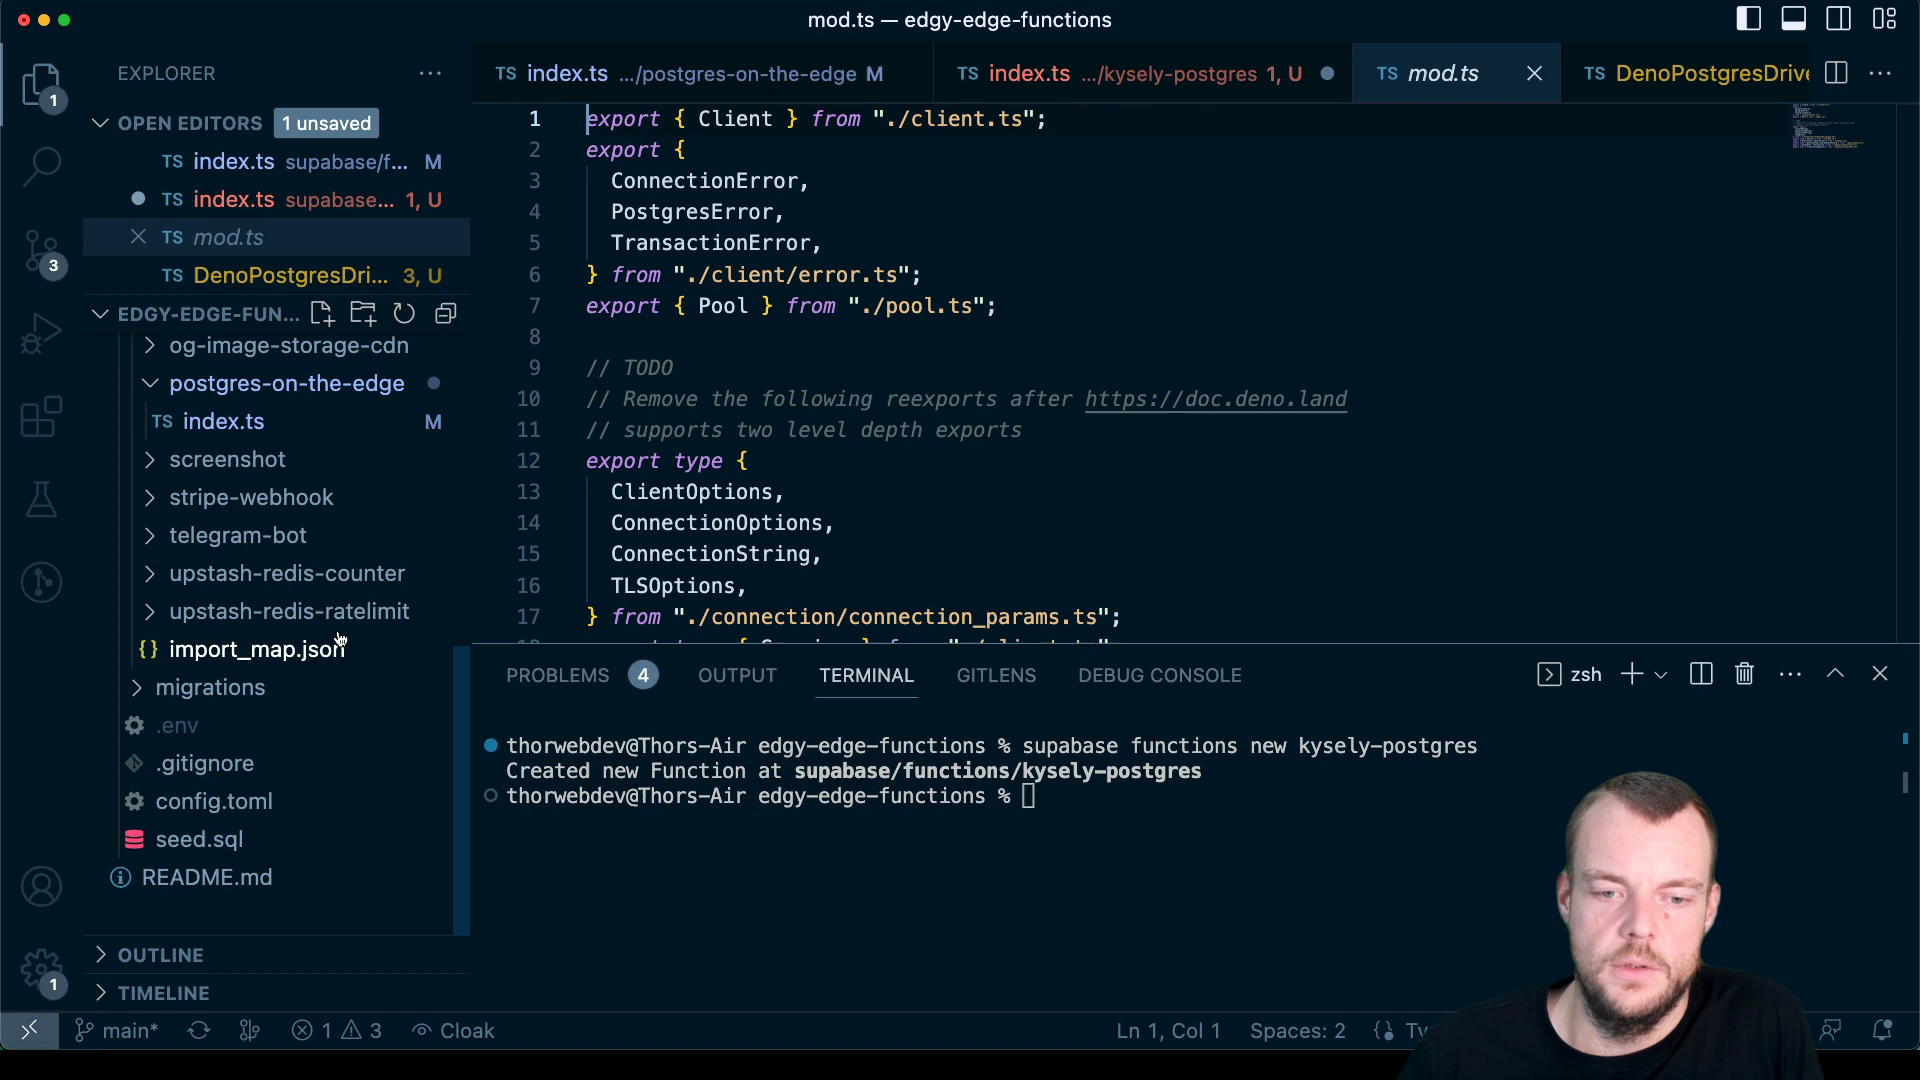 mod.ts — edgy-edge-functions
EXPLORER
1
OPEN EDITORS 1 unsaved
TS index.ts supabase/f... M
TS index.ts supabase... 1, U
TS mod.ts
TS DenoPostgresDri... 3, U
3
EDGY-EDGE-FUN...
og-image-storage-cdn
postgres-on-the-edge
TS index.ts M
screenshot
stripe-webhook
telegram-bot
upstash-redis-counter
upstash-redis-ratelimit
{} import_map.json
migrations
.env
.gitignore
config.toml
seed.sql
README.md
OUTLINE
TIMELINE
1
TS index.ts .../postgres-on-the-edge M
TS index.ts .../kysely-postgres 1, U
TS mod.ts
TS DenoPostgresDrive
1 export { Client } from "./client.ts";
2 export {
3 ConnectionError,
4 PostgresError,
5 TransactionError,
6 } from "./client/error.ts";
7 export { Pool } from "./pool.ts";
8
9 // TODO
10 // Remove the following reexports after https://doc.deno.land
11 // supports two level depth exports
12 export type {
13 ClientOptions,
14 ConnectionOptions,
15 ConnectionString,
16 TLSOptions,
17 } from "./connection/connection_params.ts";
PROBLEMS 4 OUTPUT TERMINAL GITLENS DEBUG CONSOLE
zsh
thorwebdev@Thors-Air edgy-edge-functions % supabase functions new kysely-postgres
Created new Function at supabase/functions/kysely-postgres
thorwebdev@Thors-Air edgy-edge-functions %
main* 1 3 Cloak
Ln 1, Col 1 Spaces: 2 {}